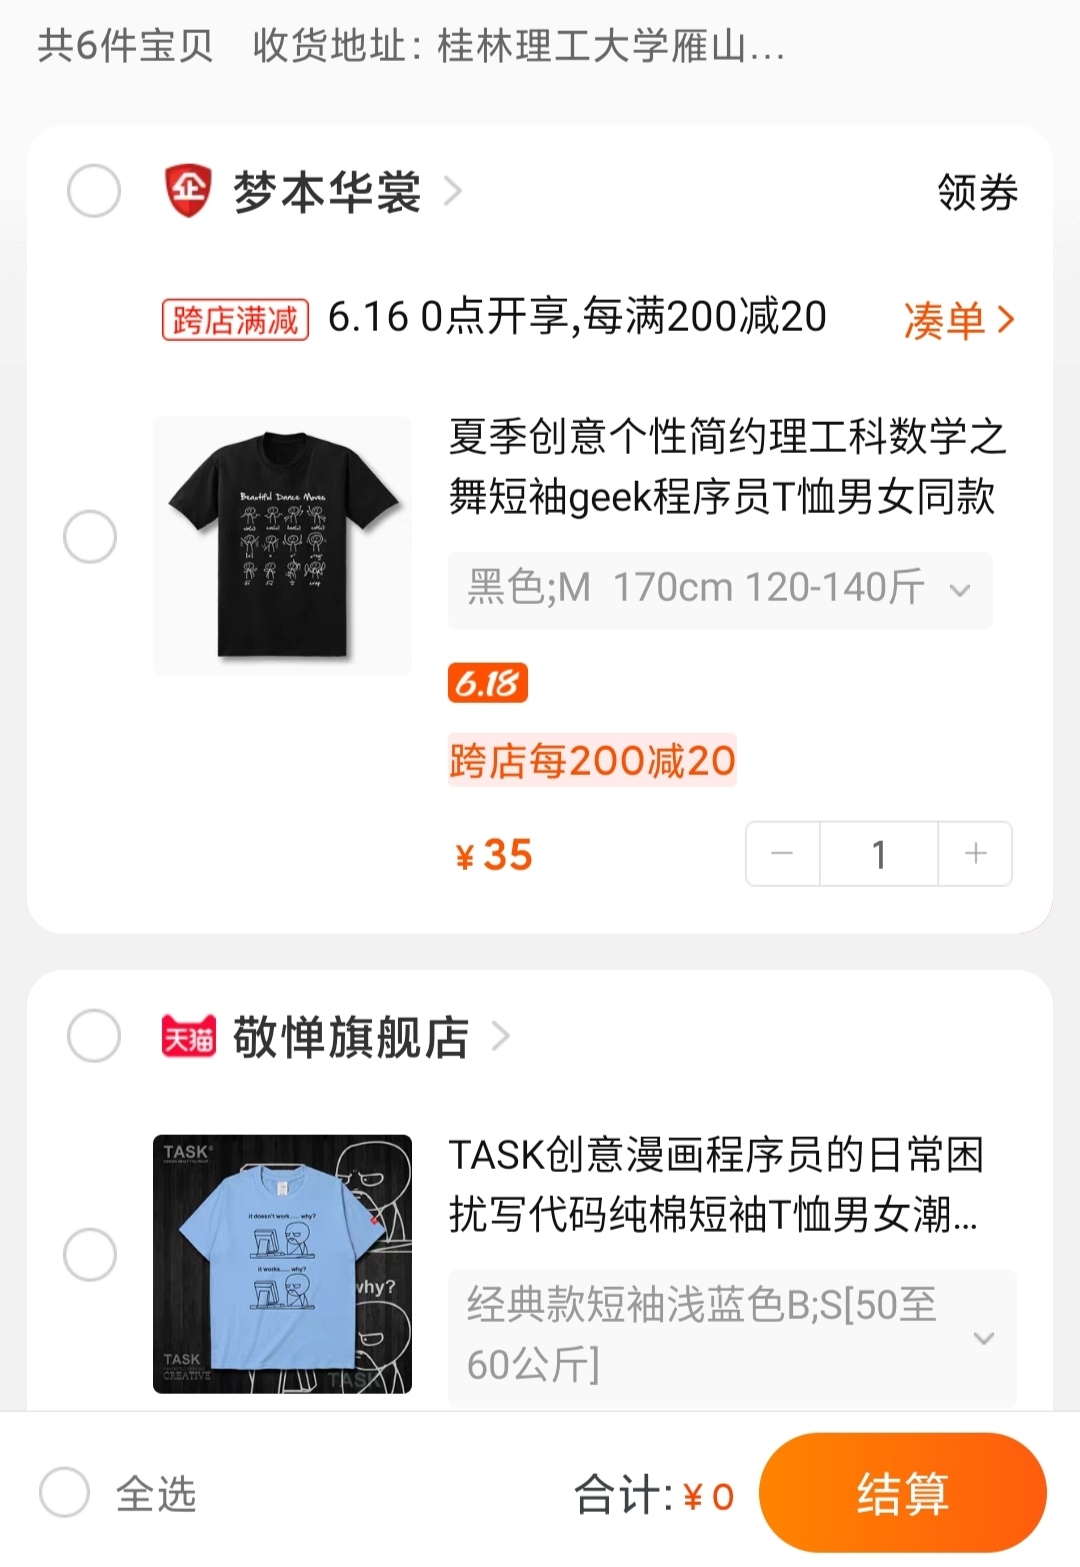 共6件宝贝 收货地址：桂林理工大学雁山...
企 梦本华裳 领券
跨店满减 6.16 0点开享,每满200减20 凑单
夏季创意个性简约理工科数学之
舞短袖geek程序员T恤男女同款
Beautiful Dance Moves
黑色;M 170cm 120-140斤
6.18
跨店每200减20
¥35
1
天猫 敬惮旗舰店
TASK创意漫画程序员的日常困
扰写代码纯棉短袖T恤男女潮...
TASK
it doesn't work..... why?
it works..... why?
why?
TASK
CREATIVE
TASK
经典款短袖浅蓝色B;S[50至
60公斤]
全选 合计: ¥0 结算